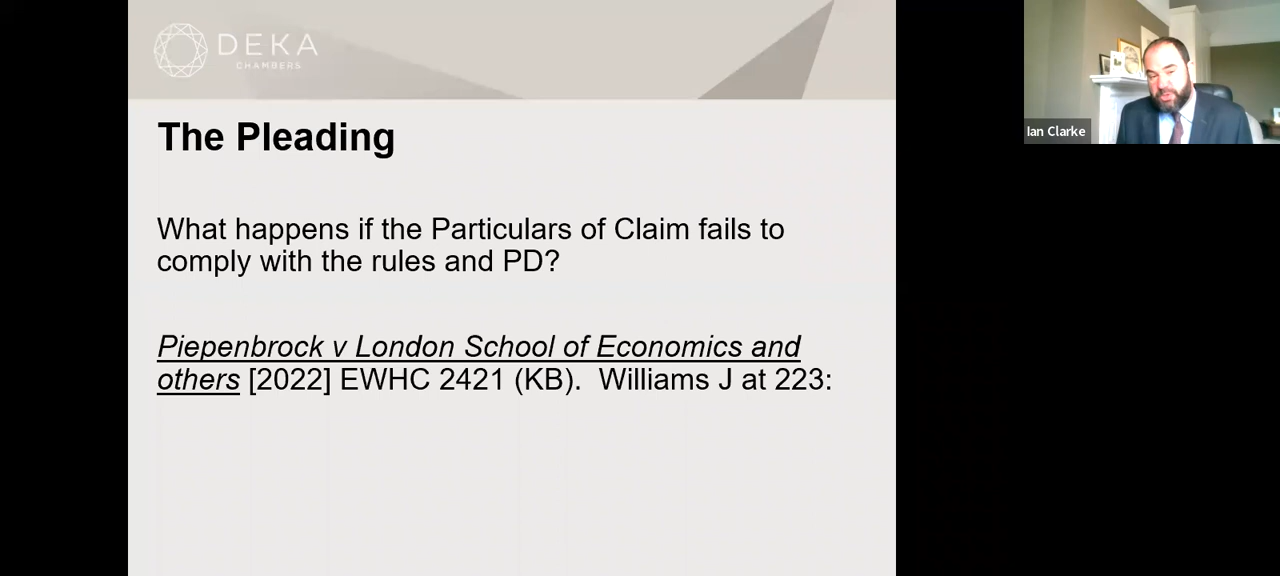 DEKA
CHAMBERS
The Pleading
What happens if the Particulars of Claim fails to
comply with the rules and PD?
Piepenbrock v London School of Economics and
others [2022] EWHC 2421 (KB).  Williams J at 223:
Ian Clarke